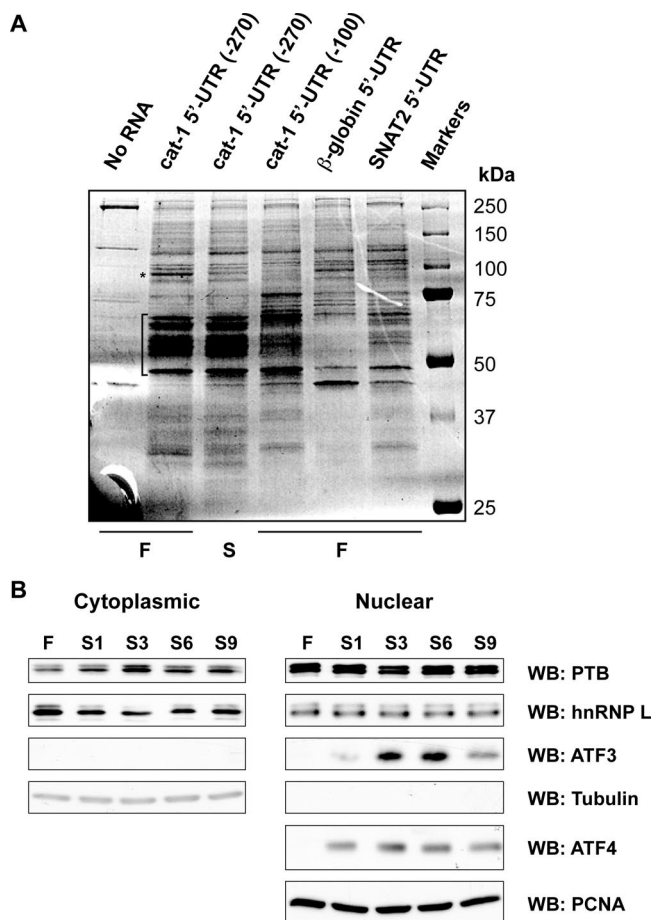 A
No RNA
cat-1 5'-UTR (-270)
cat-1 5'-UTR (-270)
cat-1 5'-UTR (-100)
β-globin 5'-UTR
SNAT2 5'-UTR
Markers
kDa
250
150
100
75
50
37
25
*
F S F
B
Cytoplasmic Nuclear
F S1 S3 S6 S9 F S1 S3 S6 S9
WB: PTB
WB: hnRNP L
WB: ATF3
WB: Tubulin
WB: ATF4
WB: PCNA